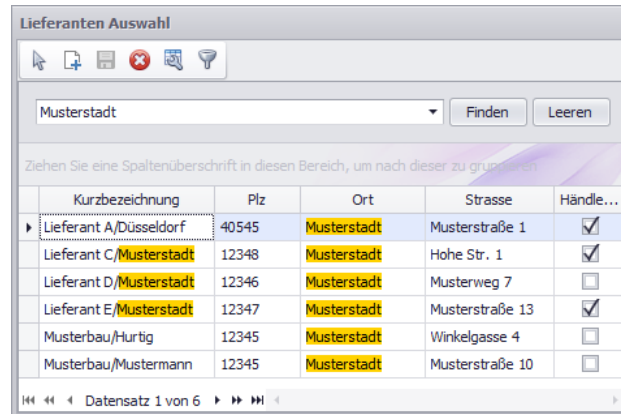 Lieferanten Auswahl
Musterstadt Finden Leeren
Ziehen Sie eine Spaltenüberschrift in diesen Bereich, um nach dieser zu gruppieren
Kurzbezeichnung Plz Ort Strasse Händle...
Lieferant A/Düsseldorf 40545 Musterstadt Musterstraße 1
Lieferant C/Musterstadt 12348 Musterstadt Hohe Str. 1
Lieferant D/Musterstadt 12346 Musterstadt Musterweg 7
Lieferant E/Musterstadt 12347 Musterstadt Musterstraße 13
Musterbau/Hurtig 12345 Musterstadt Winkelgasse 4
Musterbau/Mustermann 12345 Musterstadt Musterstraße 10
Datensatz 1 von 6